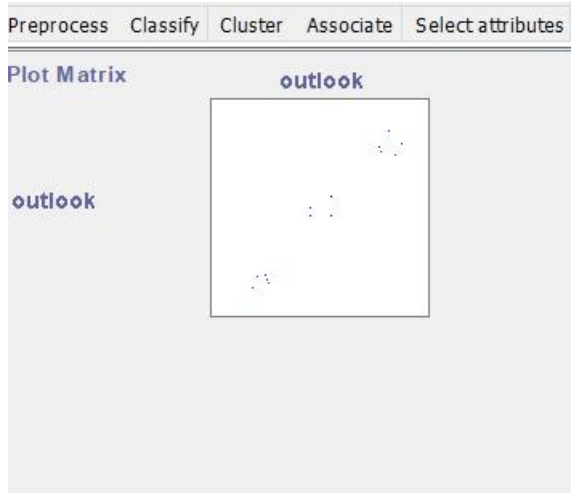 Preprocess Classify Cluster Associate Select attributes
Plot Matrix
outlook
outlook